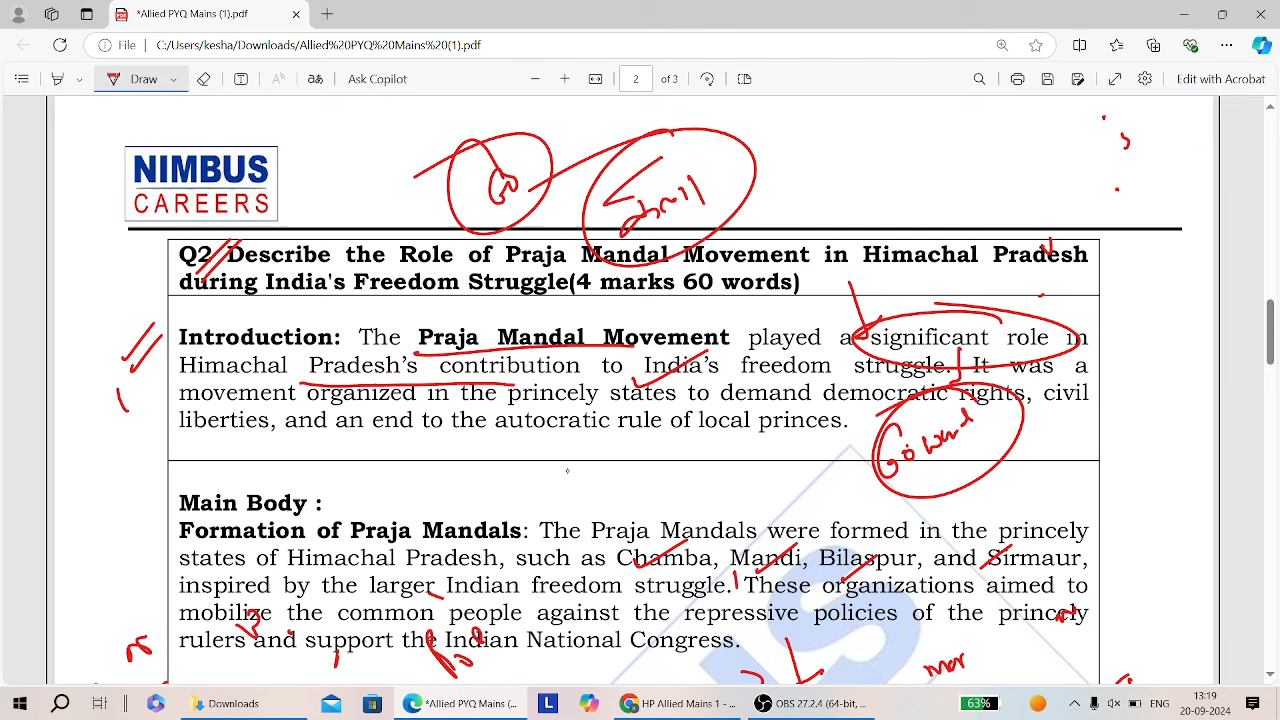 *Allied PYQ Mains (1).pdf
File
C:/Users/kesha/Downloads/Allied%20PYQ%20Mains%20(1).pdf
Draw
Ask Copilot
2
of 3
Edit with Acrobat
NIMBUS
CAREERS
Q2 Describe the Role of Praja Mandal Movement in Himachal Pradesh
during India's Freedom Struggle(4 marks 60 words)
Introduction: The Praja Mandal Movement played a significant role in
Himachal Pradesh's contribution to India's freedom struggle. It was a
movement organized in the princely states to demand democratic rights, civil
liberties, and an end to the autocratic rule of local princes.
Main Body :
Formation of Praja Mandals: The Praja Mandals were formed in the princely
states of Himachal Pradesh, such as Chamba, Mandi, Bilaspur, and Sirmaur,
inspired by the larger Indian freedom struggle. These organizations aimed to
mobilize the common people against the repressive policies of the princely
rulers and support the Indian National Congress.
Downloads
*Allied PYQ Mains (
HP Allied Mains 1 -
OBS 27.2.4 (64-bit,
63%
ENG
13:19
20-09-2024